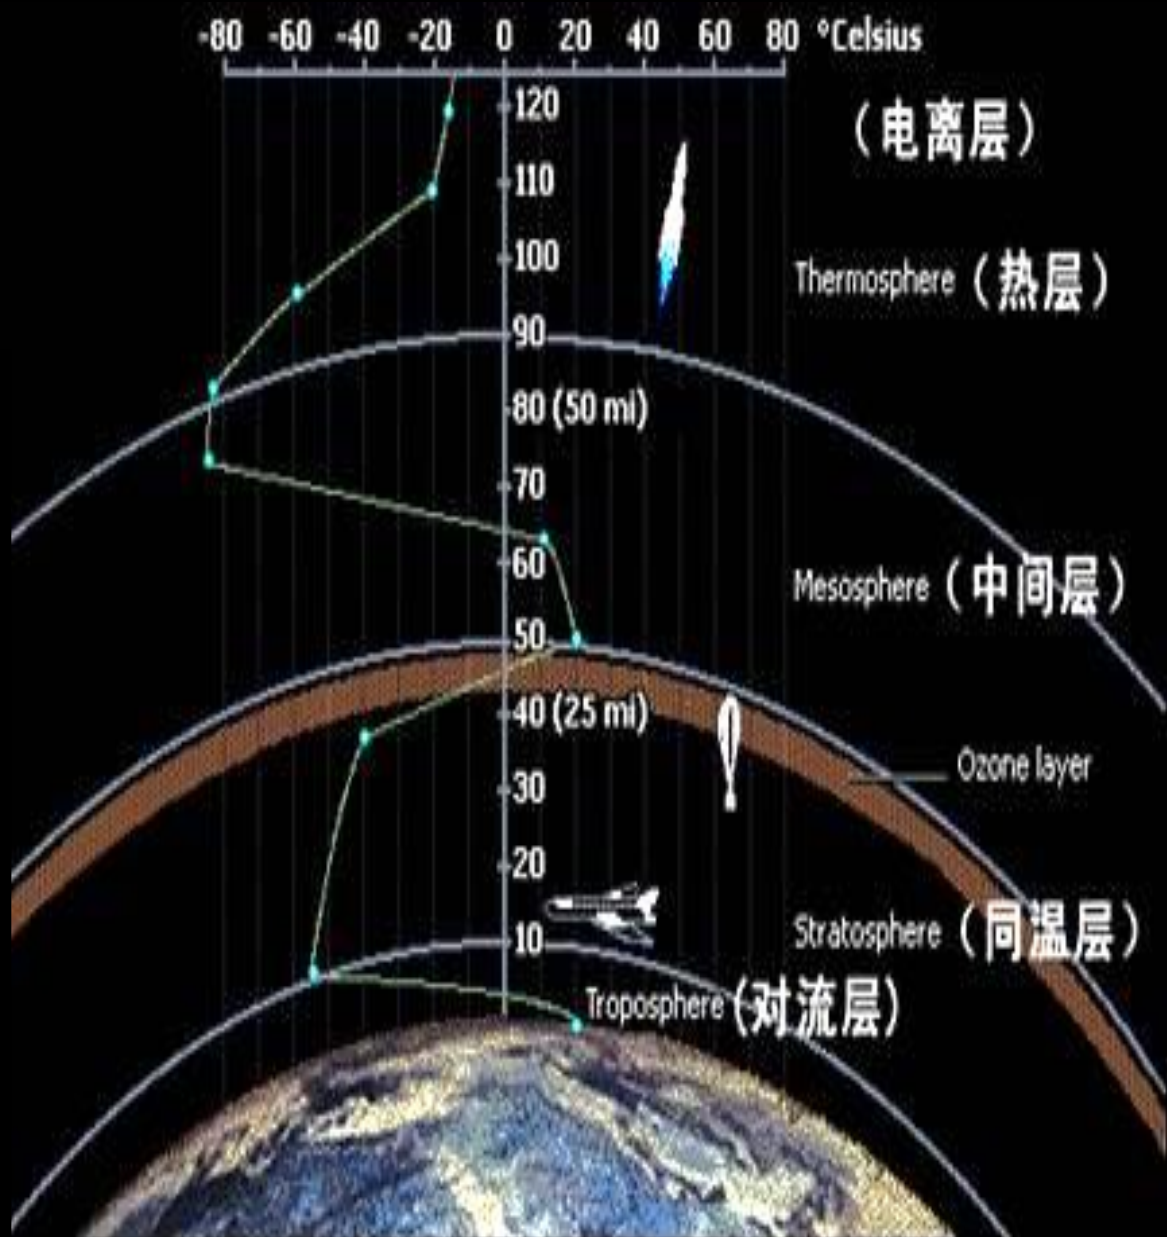 -80 -60 -40 -20 0 20 40 60 80 °Celsius
120
（电离层）
110
100
Thermosphere（热层）
90
80 (50 mi)
70
60
Mesosphere（中间层）
50
40 (25 mi)
Ozone layer
30
20
Stratosphere（同温层）
10
Troposphere(对流层)